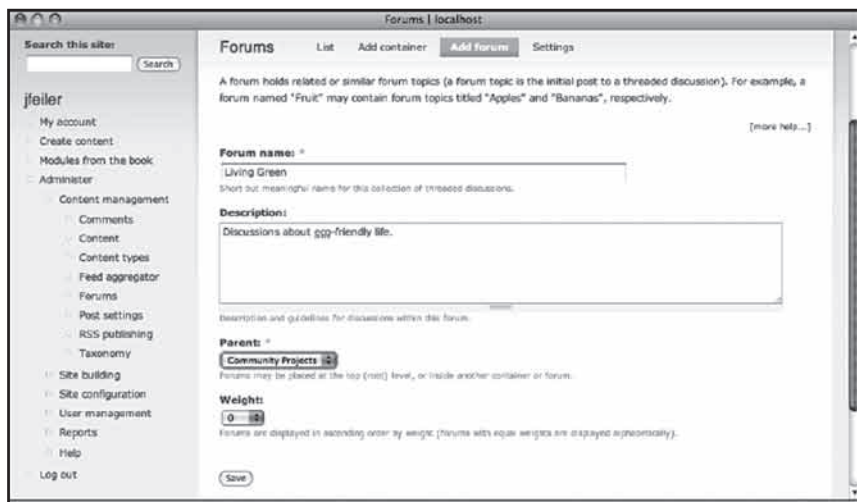 Forums | localhost
Search this site:
Search
jfeiler
My account
Create content
Modules from the book
Administer
Content management
Comments
Content
Content types
Feed aggregator
Forums
Post settings
RSS publishing
Taxonomy
Site building
Site configuration
User management
Reports
Help
Log out
Forums List Add container Add forum Settings
A forum holds related or similar forum topics (a forum topic is the initial post to a threaded discussion). For example, a
forum named "Fruit" may contain forum topics titled "Apples" and "Bananas", respectively.
[more help...]
Forum name: *
Living Green
Short but meaningful name for this collection of threaded discussions.
Description:
Discussions about eco-friendly life.
Description and guidelines for discussions within this forum.
Parent: *
Community Projects
Forums may be placed at the top (root) level, or inside another container or forum.
Weight:
0
Forums are displayed in ascending order by weight (forums with equal weights are displayed alphabetically).
Save